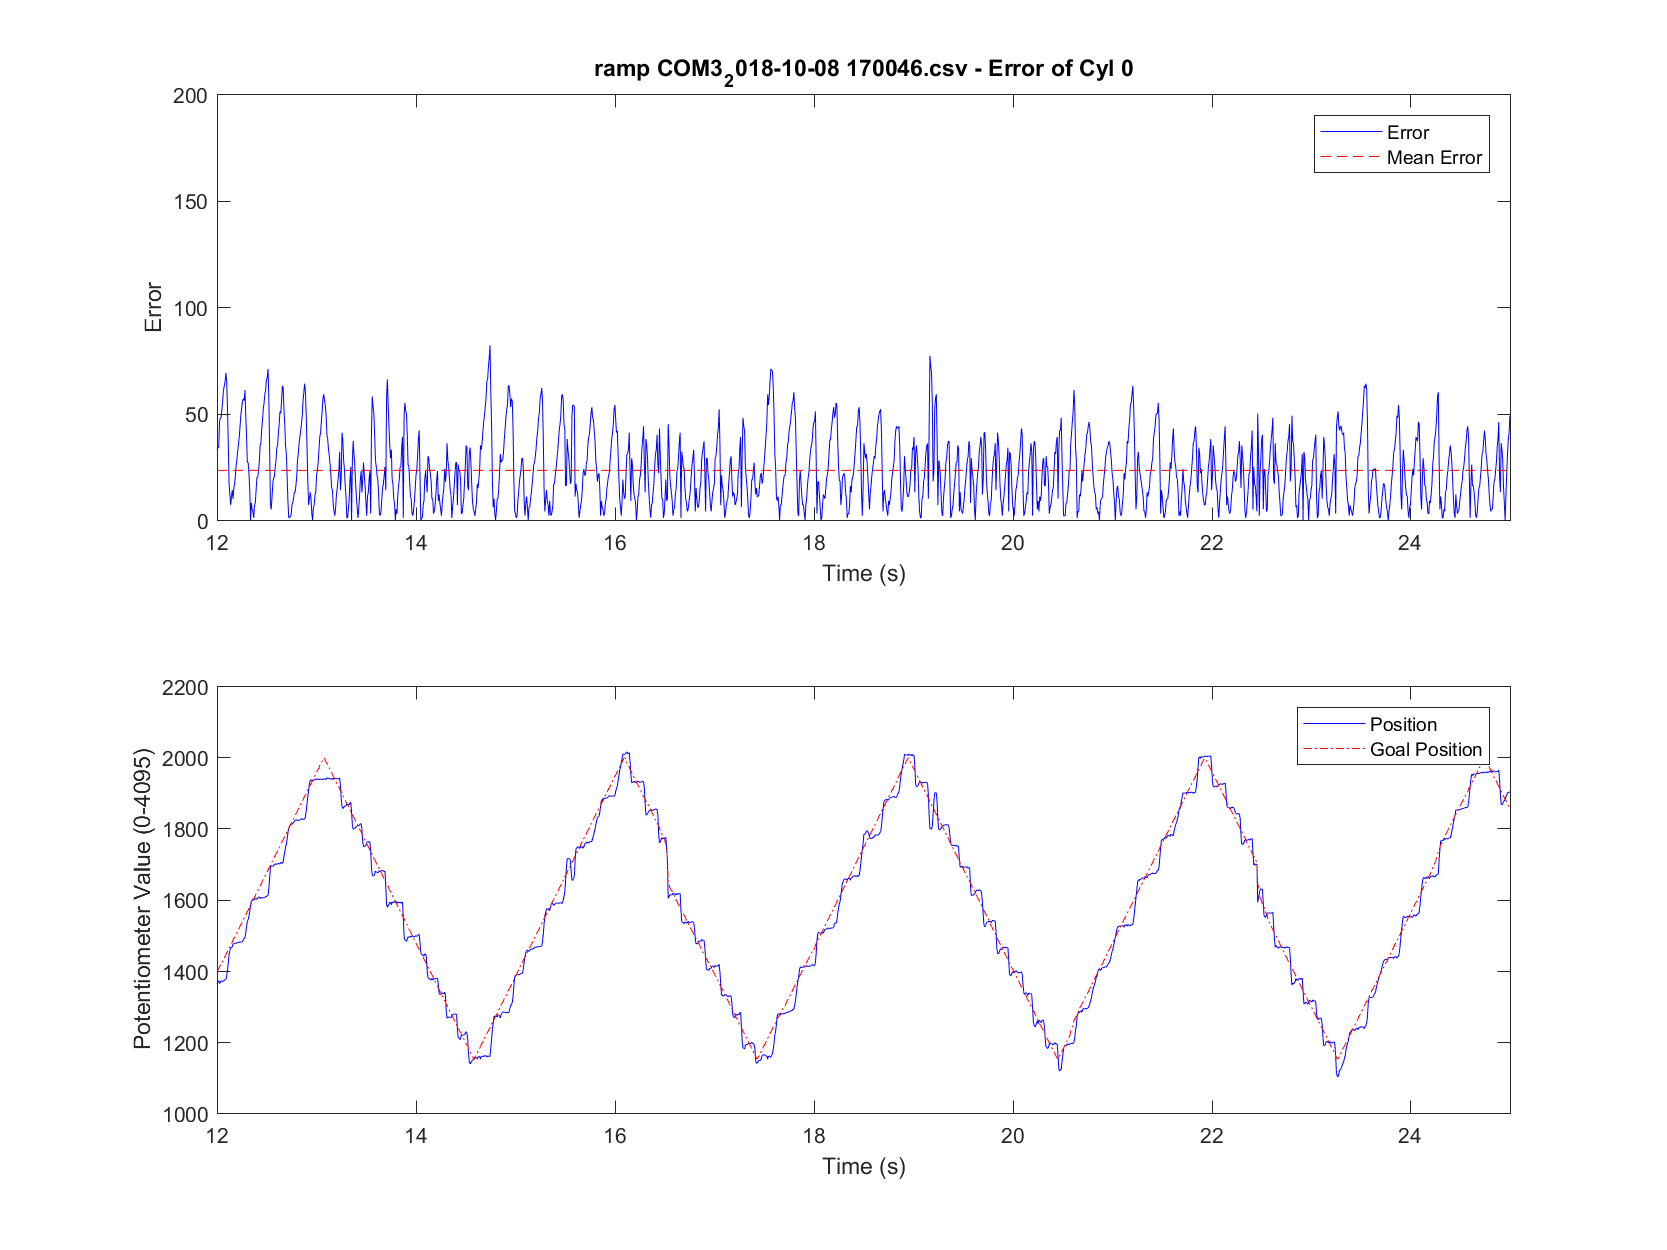 ramp COM3₂018-10-08 170046.csv - Error of Cyl 0
200
150
100
50
0
Error
Error
Mean Error
12 14 16 18 20 22 24
Time (s)
2200
2000
1800
1600
1400
1200
1000
Potentiometer Value (0-4095)
Position
Goal Position
12 14 16 18 20 22 24
Time (s)